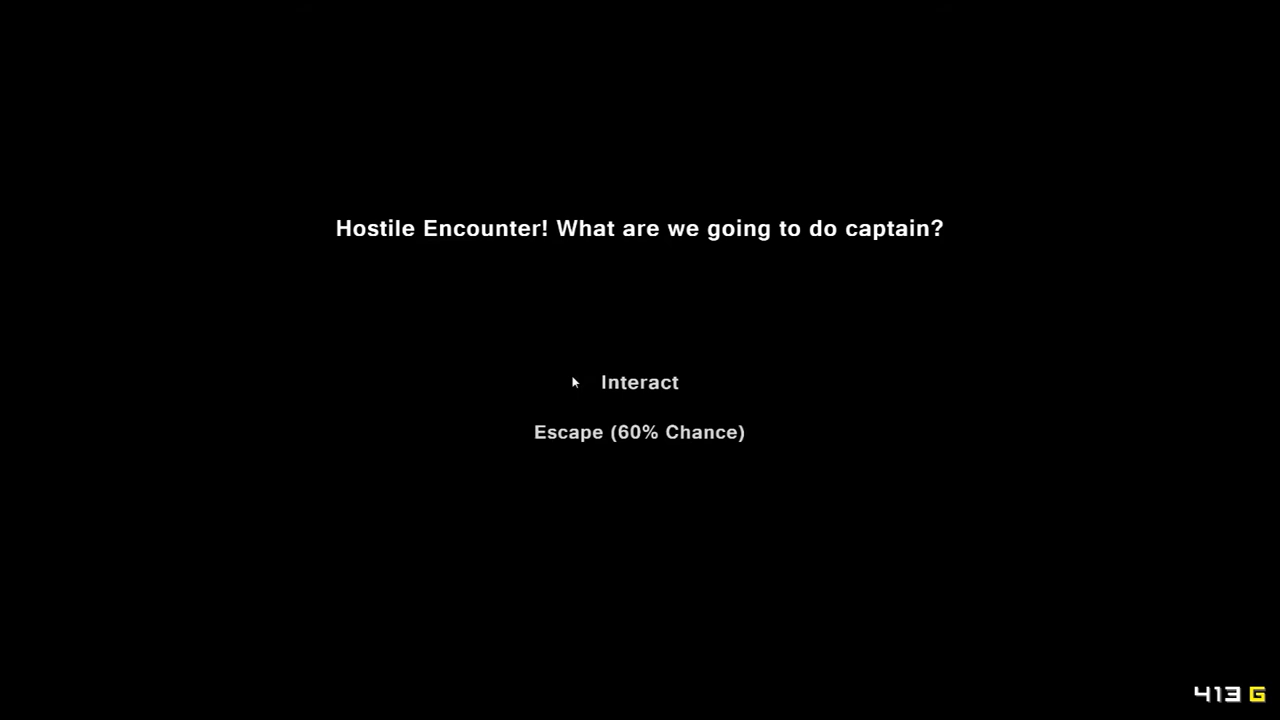 Hostile Encounter! What are we going to do captain?
Interact
Escape (60% Chance)
413 G